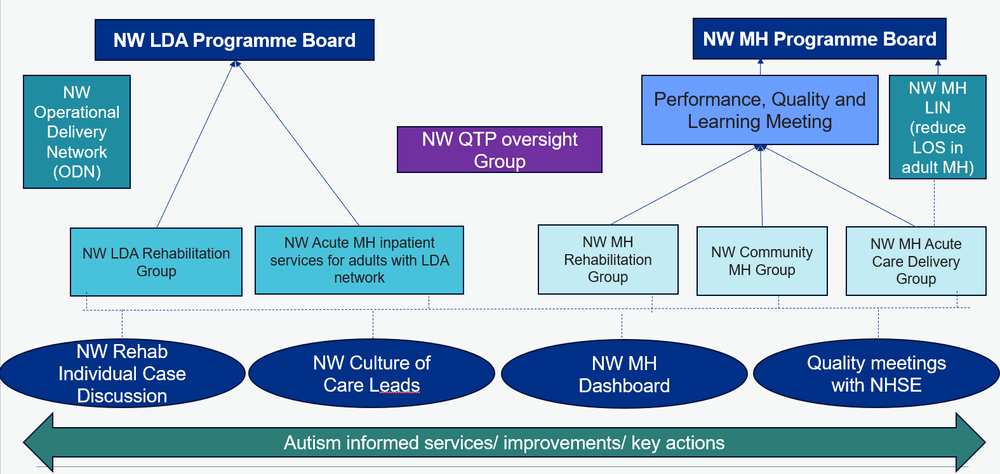 NW LDA Programme Board
NW MH Programme Board
NW
Operational
Delivery
Network
(ODN)
NW QTP oversight
Group
Performance, Quality and
Learning Meeting
NW MH
LIN
(reduce
LOS in
adult MH)
NW LDA Rehabilitation
Group
NW Acute MH inpatient
services for adults with LDA
network
NW MH
Rehabilitation
Group
NW Community
MH Group
NW MH Acute
Care Delivery
Group
NW Rehab
Individual Case
Discussion
NW Culture of
Care Leads
NW MH
Dashboard
Quality meetings
with NHSE
Autism informed services/ improvements/ key actions